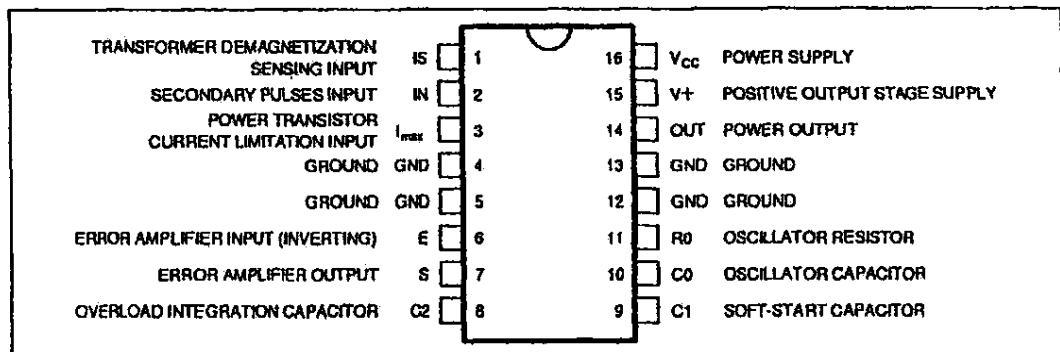 TRANSFORMER DEMAGNETIZATION
SENSING INPUT IS 1
SECONDARY PULSES INPUT IN 2
POWER TRANSISTOR
CURRENT LIMITATION INPUT Imax 3
GROUND GND 4
GROUND GND 5
ERROR AMPLIFIER INPUT (INVERTING) E 6
ERROR AMPLIFIER OUTPUT S 7
OVERLOAD INTEGRATION CAPACITOR C2 8
16 VCC POWER SUPPLY
15 V+ POSITIVE OUTPUT STAGE SUPPLY
14 OUT POWER OUTPUT
13 GND GROUND
12 GND GROUND
11 R0 OSCILLATOR RESISTOR
10 C0 OSCILLATOR CAPACITOR
9 C1 SOFT-START CAPACITOR